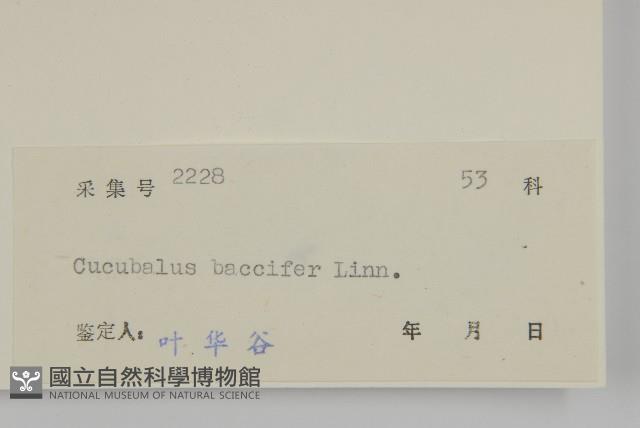 采集号 2228 53 科
Cucubalus baccifer Linn.
鉴定人: 叶华谷 年 月 日
國立自然科學博物館
NATIONAL MUSEUM OF NATURAL SCIENCE